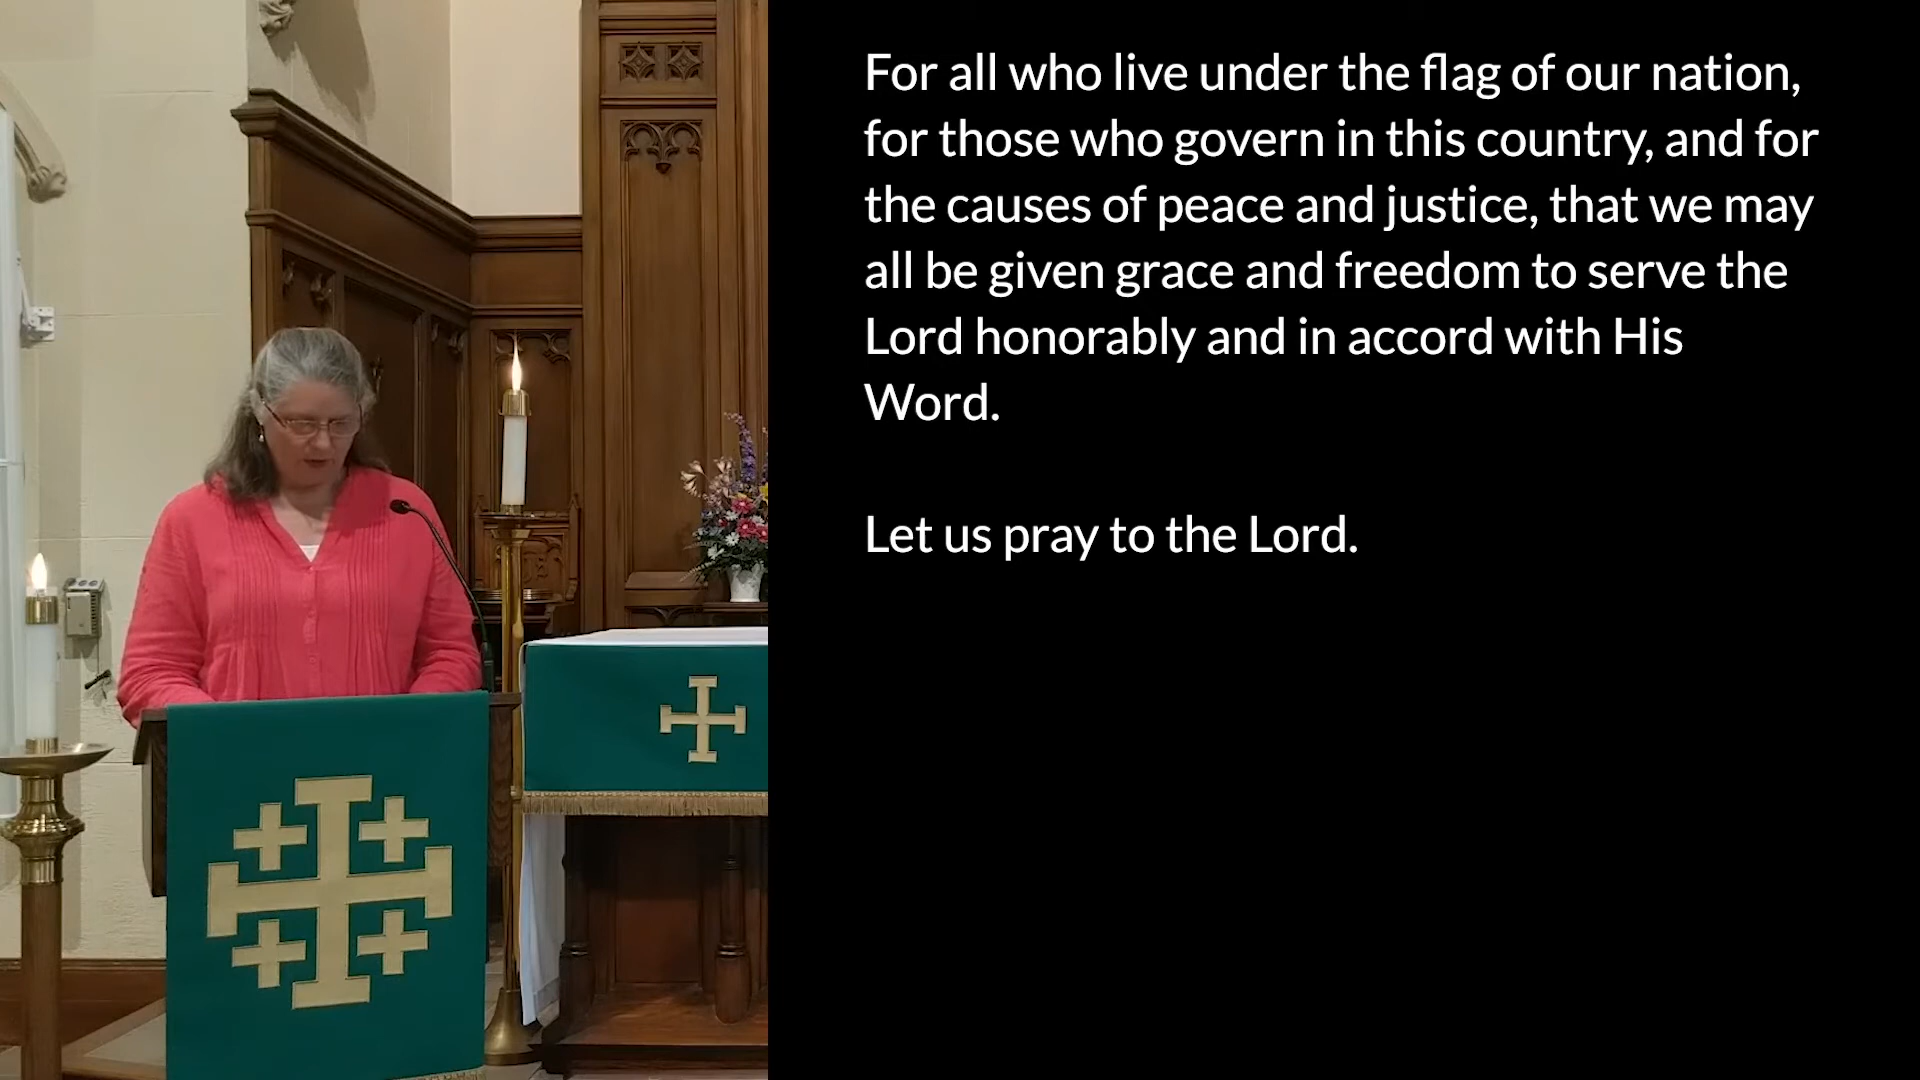 For all who live under the flag of our nation,
for those who govern in this country, and for
the causes of peace and justice, that we may
all be given grace and freedom to serve the
Lord honorably and in accord with His
Word.
Let us pray to the Lord.